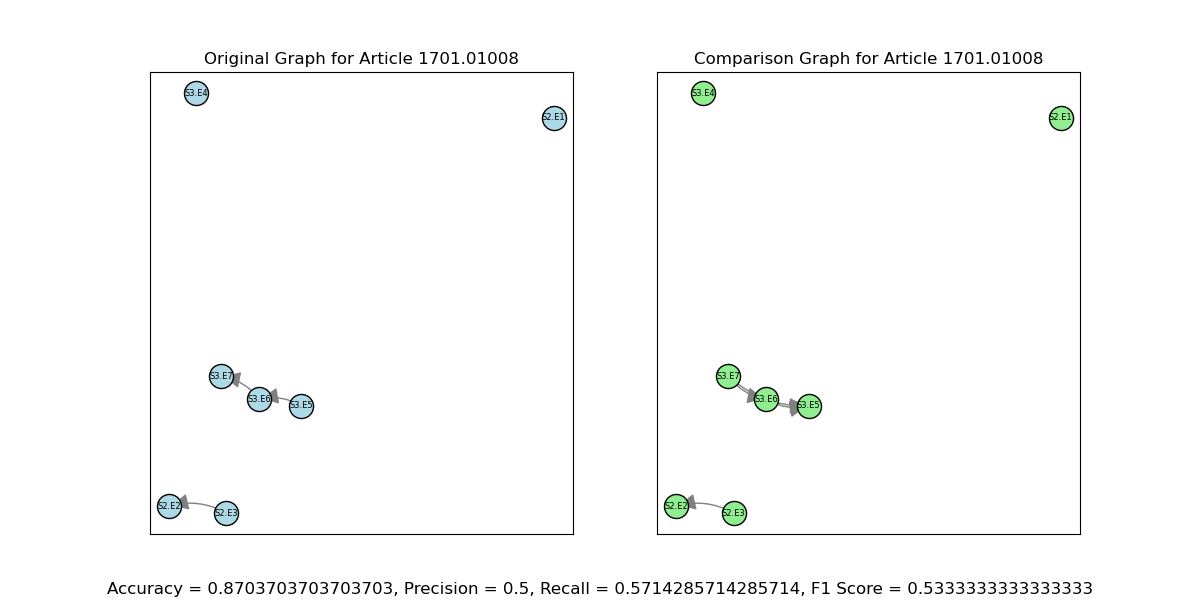 Original Graph for Article 1701.01008
Comparison Graph for Article 1701.01008
S3.E4
S2.E1
S3.E7
S3.E6
S3.E5
S2.E2
S2.E3
S3.E4
S2.E1
S3.E7
S3.E6
S3.E5
S2.E2
S2.E3
Accuracy = 0.8703703703703703, Precision = 0.5, Recall = 0.5714285714285714, F1 Score = 0.5333333333333333